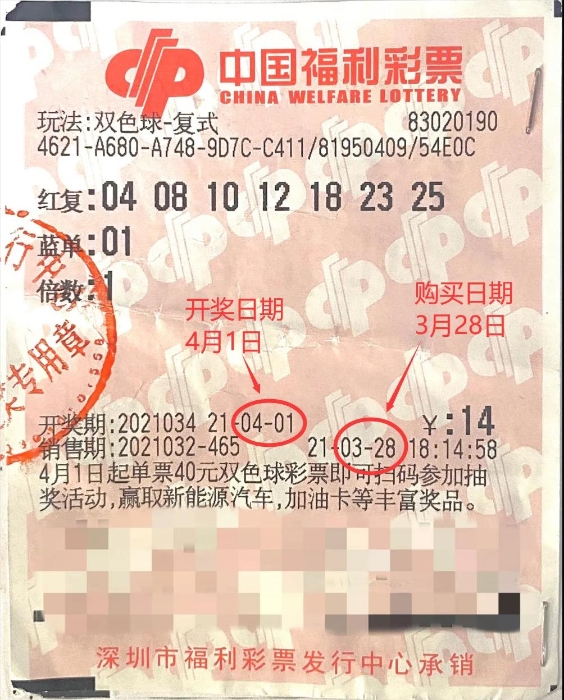 中国福利彩票
CHINA WELFARE LOTTERY
玩法:双色球-复式 83020190
4621-A680-A748-9D7C-C411/81950409/54E0C
红复:04 08 10 12 18 23 25
蓝单:01
倍数:1
开奖日期
4月1日
购买日期
3月28日
专用章
开奖期:2021034 21-04-01 ¥:14
销售期:2021032-465 21-03-28 18:14:58
4月1日起单票40元双色球彩票即可扫码参加抽
奖活动,赢取新能源汽车,加油卡等丰富奖品。
深圳市福利彩票发行中心承销